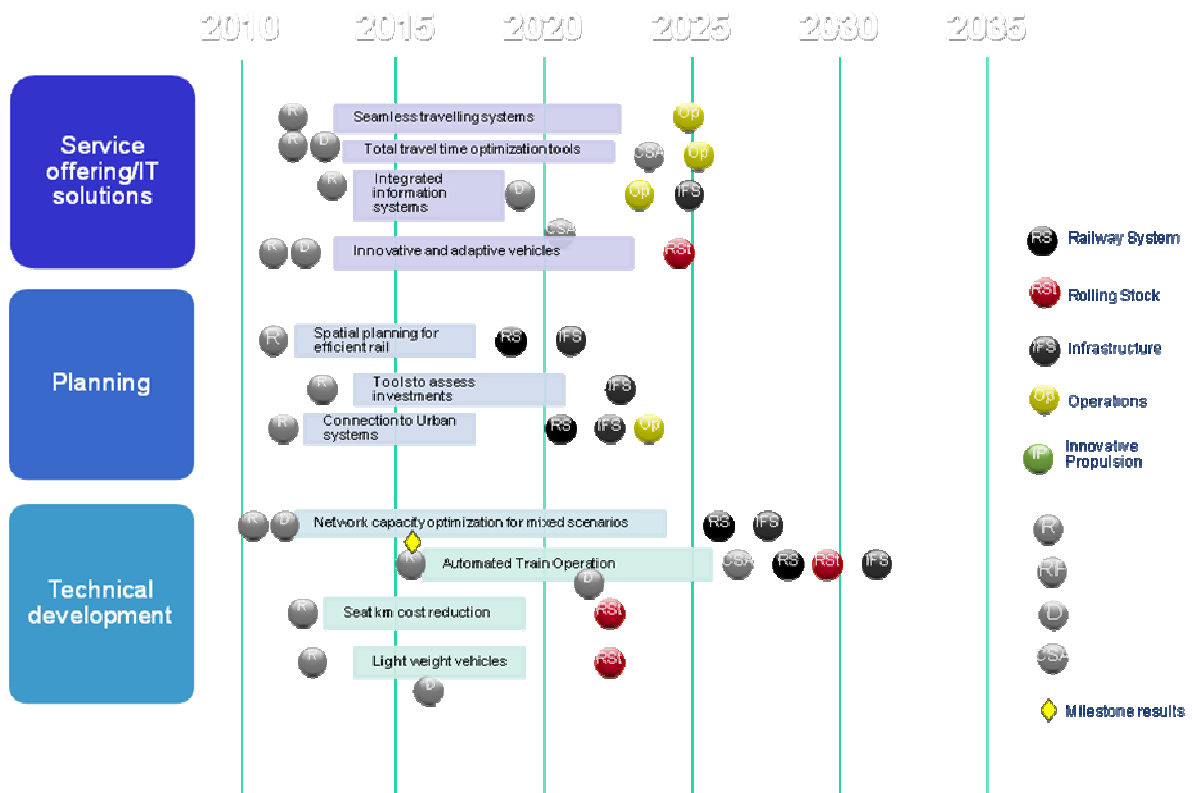 2010 2015 2020 2025 2030 2035
Service
offering/IT
solutions
R
Seamless travelling systems
Op
R D
Total travel time optimization tools
CSA Op
R
Integrated
information
systems
D Op IFS
CSA
R D
Innovative and adaptive vehicles
RSt
Planning
R
Spatial planning for
efficient rail
RS IFS
R
Tools to assess
investments
IFS
R
Connection to Urban
systems
RS IFS Op
Technical
development
R D
Network capacity optimization for mixed scenarios
RS IFS
R
Automated Train Operation
CSA RS RSt IFS
D
R
Seat km cost reduction
RSt
R
Light weight vehicles
RSt
D
RS Railway System
RSt Rolling Stock
IFS Infrastructure
Op Operations
IP Innovative
Propulsion
R
D
CSA
Milestone results